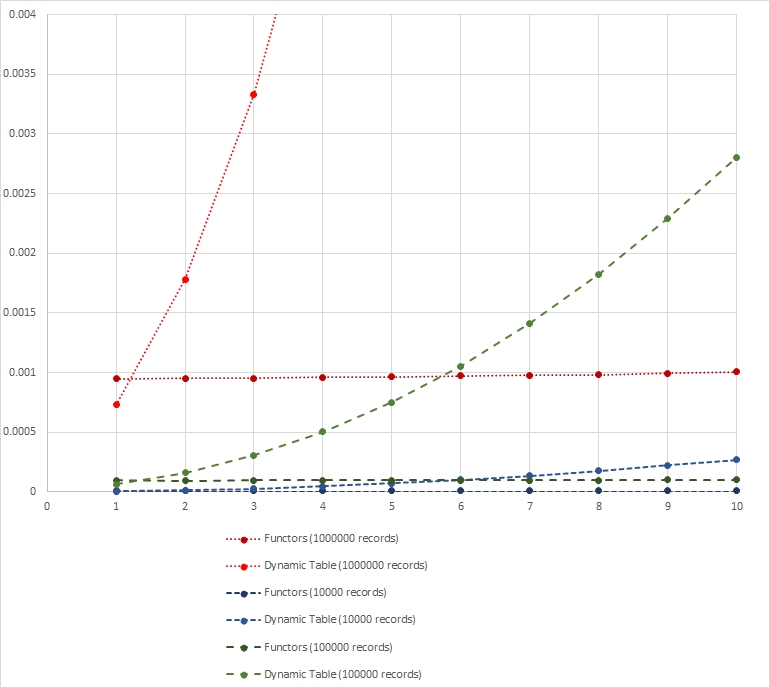 0.004
0.0035
0.003
0.0025
0.002
0.0015
0.001
0.0005
0
0 1 2 3 4 5 6 7 8 9 10
Functors (1000000 records)
Dynamic Table (1000000 records)
Functors (10000 records)
Dynamic Table (10000 records)
Functors (100000 records)
Dynamic Table (100000 records)